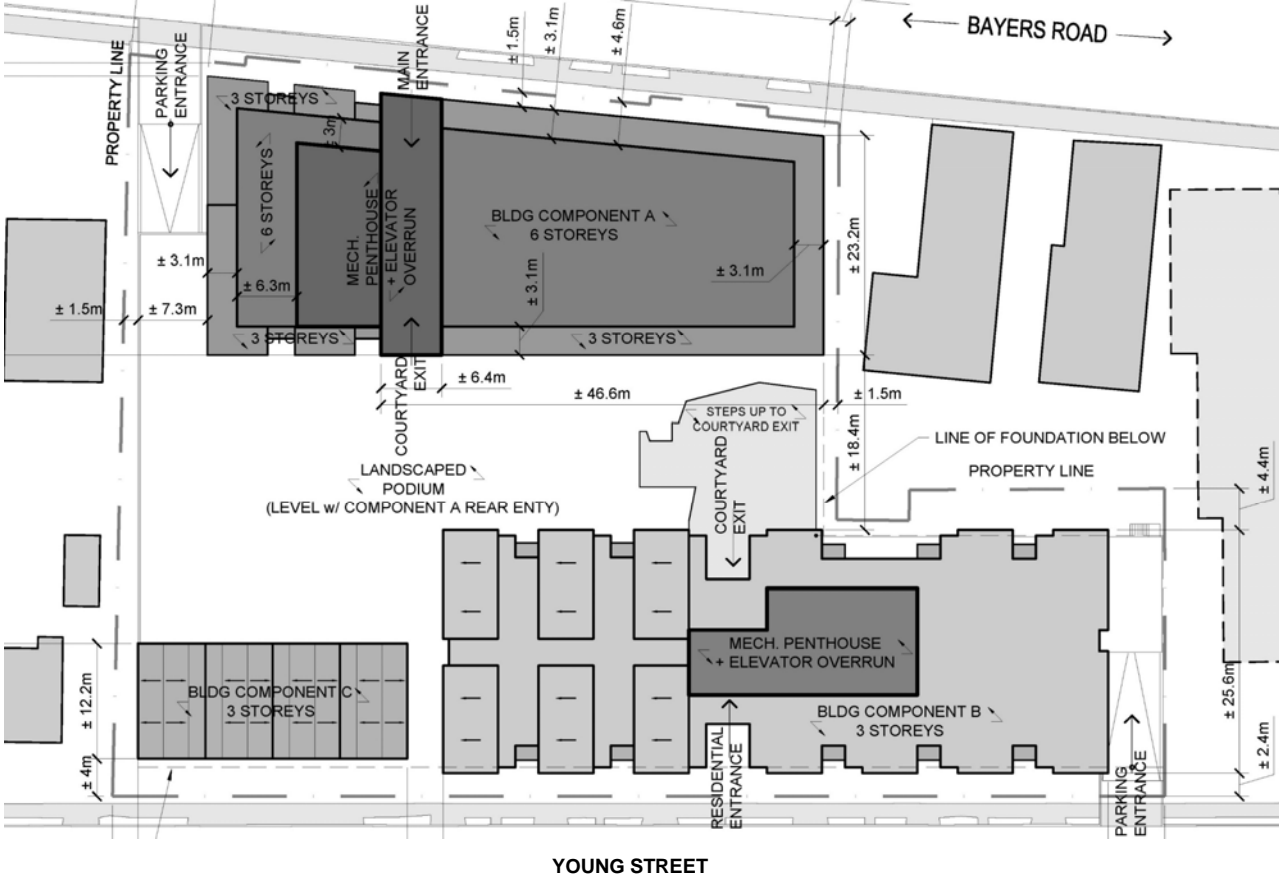 ± 1.5m
± 3.1m
± 4.6m
BAYERS ROAD
PROPERTY LINE
PARKING
ENTRANCE
MAIN
ENTRANCE
3 STOREYS
6 STOREYS
MECH.
PENTHOUSE
+ ELEVATOR
OVERRUN
BLDG COMPONENT A
6 STOREYS
± 23.2m
± 3.1m
± 6.3m
± 3.1m
± 3.1m
± 1.5m
± 7.3m
3 STOREYS
3 STOREYS
COURTYARD
EXIT
± 6.4m
± 46.6m
± 1.5m
STEPS UP TO
COURTYARD EXIT
± 18.4m
LINE OF FOUNDATION BELOW
PROPERTY LINE
± 4.4m
LANDSCAPED
PODIUM
(LEVEL w/ COMPONENT A REAR ENTY)
COURTYARD
EXIT
MECH. PENTHOUSE
+ ELEVATOR OVERRUN
± 12.2m
BLDG COMPONENT C
3 STOREYS
BLDG COMPONENT B
3 STOREYS
± 25.6m
± 4m
RESIDENTIAL
ENTRANCE
PARKING
ENTRANCE
± 2.4m
YOUNG STREET